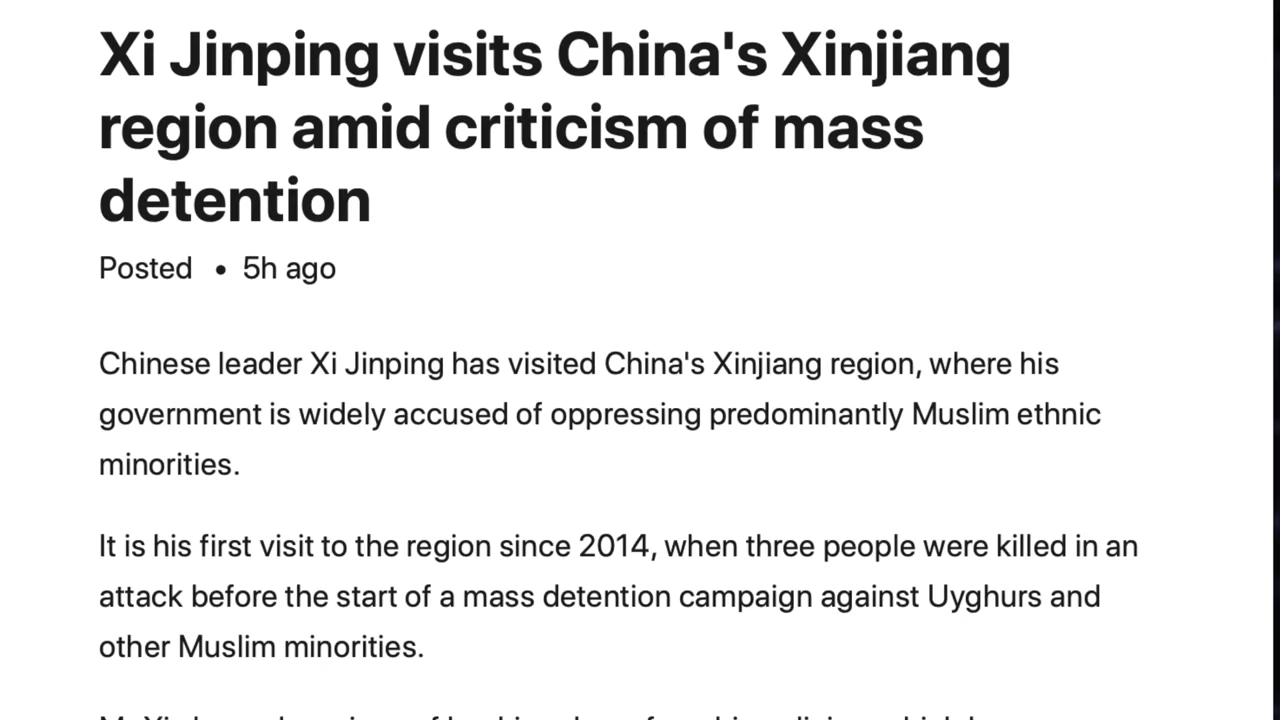 Xi Jinping visits China's Xinjiang
region amid criticism of mass
detention
Posted • 5h ago
Chinese leader Xi Jinping has visited China's Xinjiang region, where his
government is widely accused of oppressing predominantly Muslim ethnic
minorities.
It is his first visit to the region since 2014, when three people were killed in an
attack before the start of a mass detention campaign against Uyghurs and
other Muslim minorities.